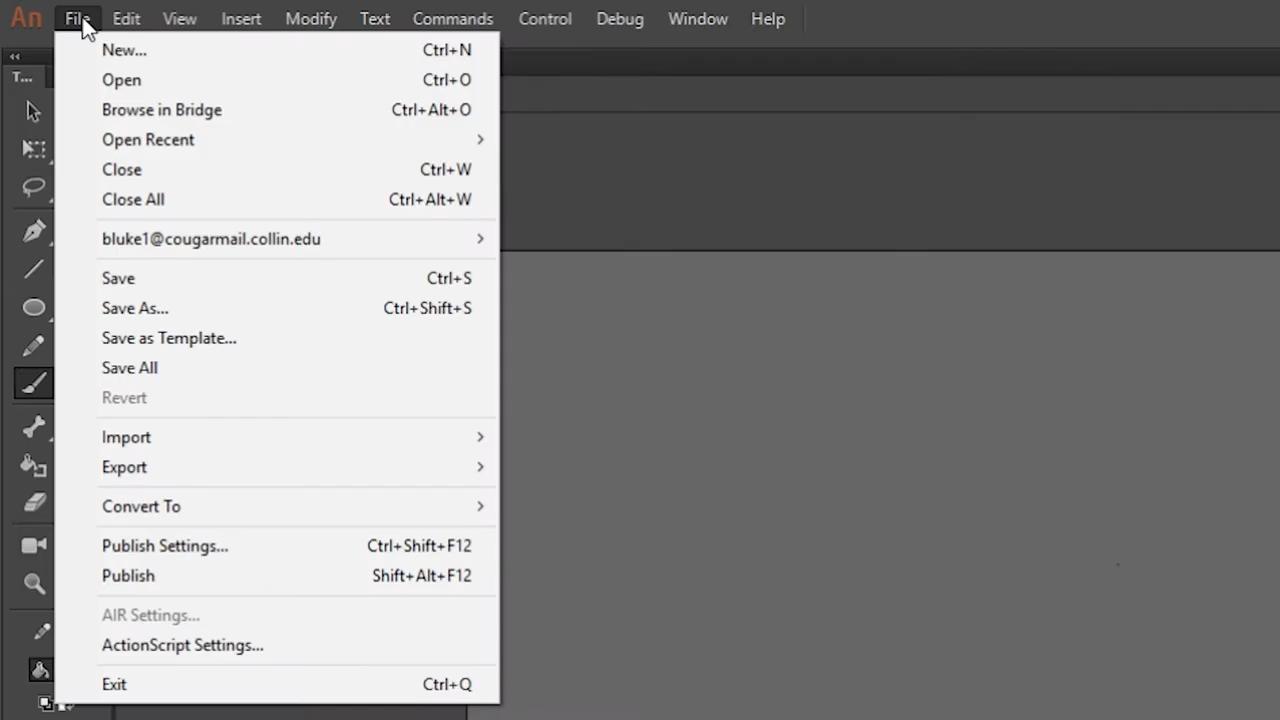 An File Edit View Insert Modify Text Commands Control Debug Window Help
T...
New... Ctrl+N
Open Ctrl+O
Browse in Bridge Ctrl+Alt+O
Open Recent
Close Ctrl+W
Close All Ctrl+Alt+W
bluke1@cougarmail.collin.edu
Save Ctrl+S
Save As... Ctrl+Shift+S
Save as Template...
Save All
Revert
Import
Export
Convert To
Publish Settings... Ctrl+Shift+F12
Publish Shift+Alt+F12
AIR Settings...
ActionScript Settings...
Exit Ctrl+Q